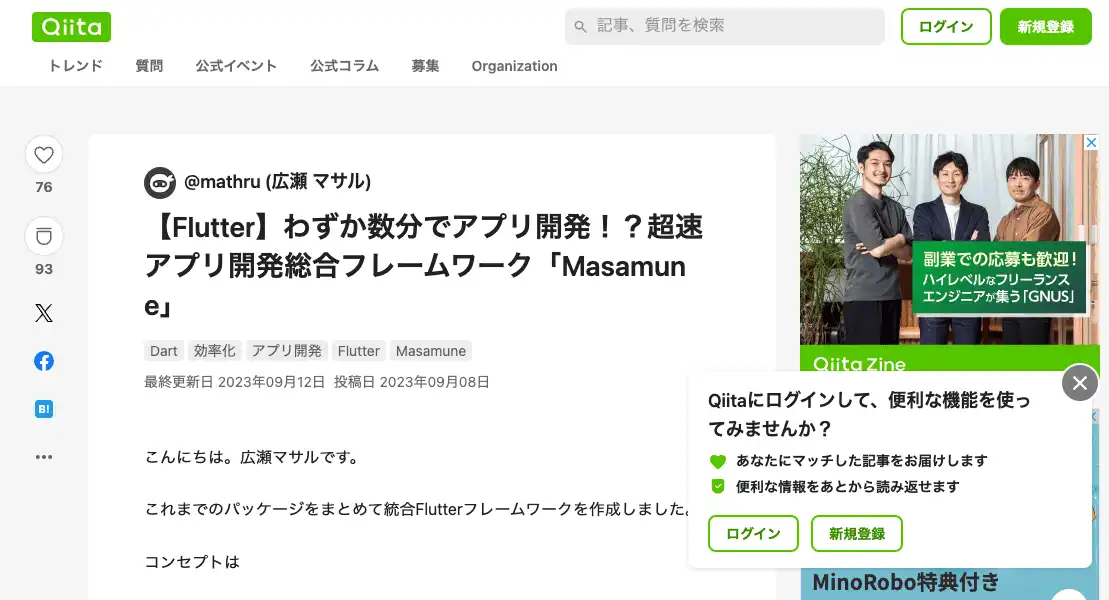 Qiita
記事、質問を検索
ログイン
新規登録
トレンド 質問 公式イベント 公式コラム 募集 Organization
76
93
B!
@mathru (広瀬 マサル)
【Flutter】わずか数分でアプリ開発！？超速
アプリ開発総合フレームワーク「Masamun
e」
Dart 効率化 アプリ開発 Flutter Masamune
最終更新日 2023年09月12日 投稿日 2023年09月08日
こんにちは。広瀬マサルです。
これまでのパッケージをまとめて統合Flutterフレームワークを作成しました。
コンセプトは
副業での応募も歓迎！
ハイレベルなフリーランス
エンジニアが集う「GNUS」
Qiita Zine
Qiitaにログインして、便利な機能を使っ
てみませんか？
あなたにマッチした記事をお届けします
便利な情報をあとから読み返せます
ログイン
新規登録
MinoRobo特典付き